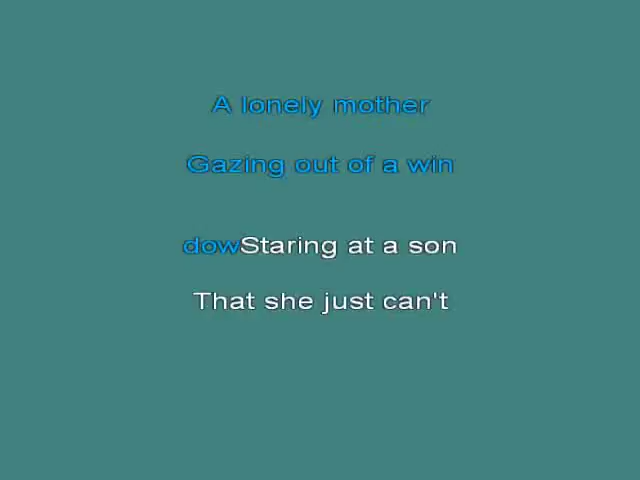 A lonely mother
Gazing out of a win
dowStaring at a son
That she just can't